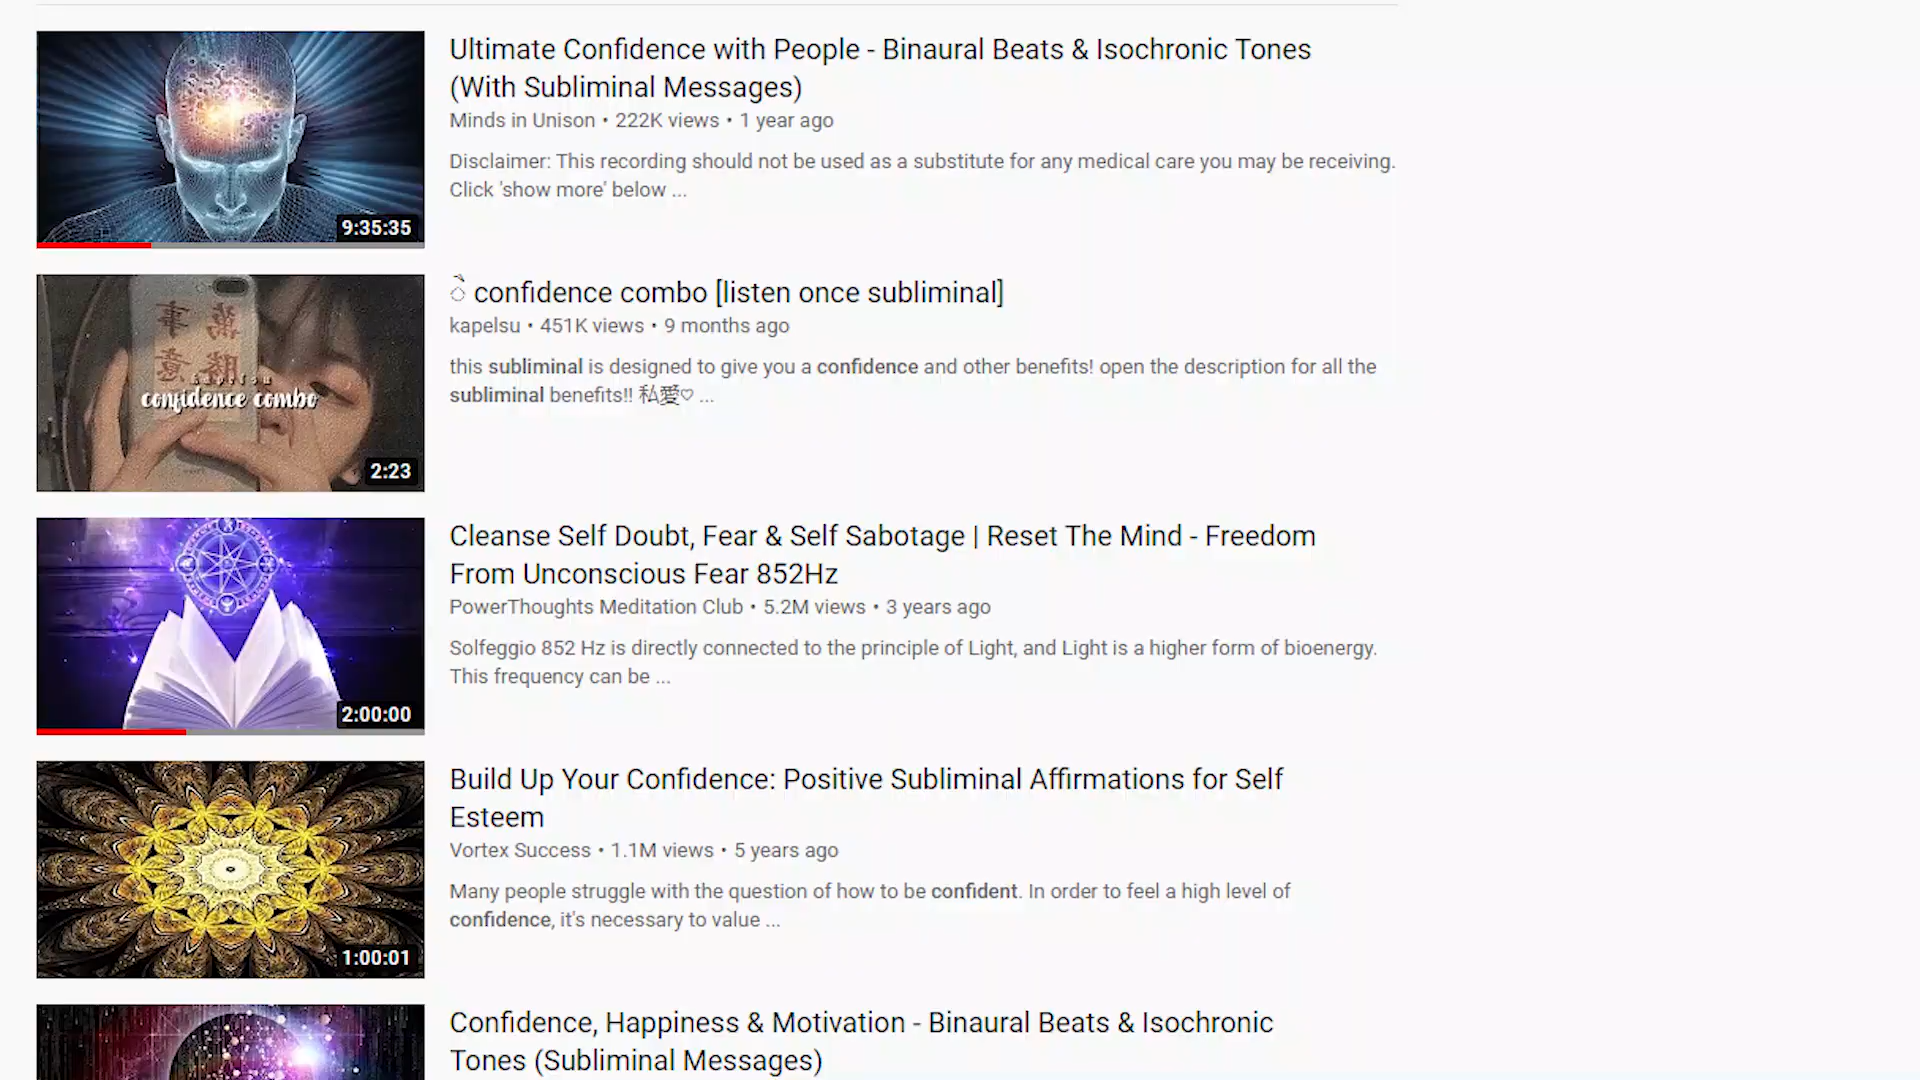 Ultimate Confidence with People - Binaural Beats & Isochronic Tones
(With Subliminal Messages)
Minds in Unison • 222K views • 1 year ago
Disclaimer: This recording should not be used as a substitute for any medical care you may be receiving.
Click 'show more' below ...
9:35:35
confidence combo [listen once subliminal]
kapelsu • 451K views • 9 months ago
this subliminal is designed to give you a confidence and other benefits! open the description for all the
subliminal benefits!! 私愛♡ ...
事 萬
意 勝
kapelsu
confidence combo
2:23
Cleanse Self Doubt, Fear & Self Sabotage | Reset The Mind - Freedom
From Unconscious Fear 852Hz
PowerThoughts Meditation Club • 5.2M views • 3 years ago
Solfeggio 852 Hz is directly connected to the principle of Light, and Light is a higher form of bioenergy.
This frequency can be ...
2:00:00
Build Up Your Confidence: Positive Subliminal Affirmations for Self
Esteem
Vortex Success • 1.1M views • 5 years ago
Many people struggle with the question of how to be confident. In order to feel a high level of
confidence, it's necessary to value ...
1:00:01
Confidence, Happiness & Motivation - Binaural Beats & Isochronic
Tones (Subliminal Messages)